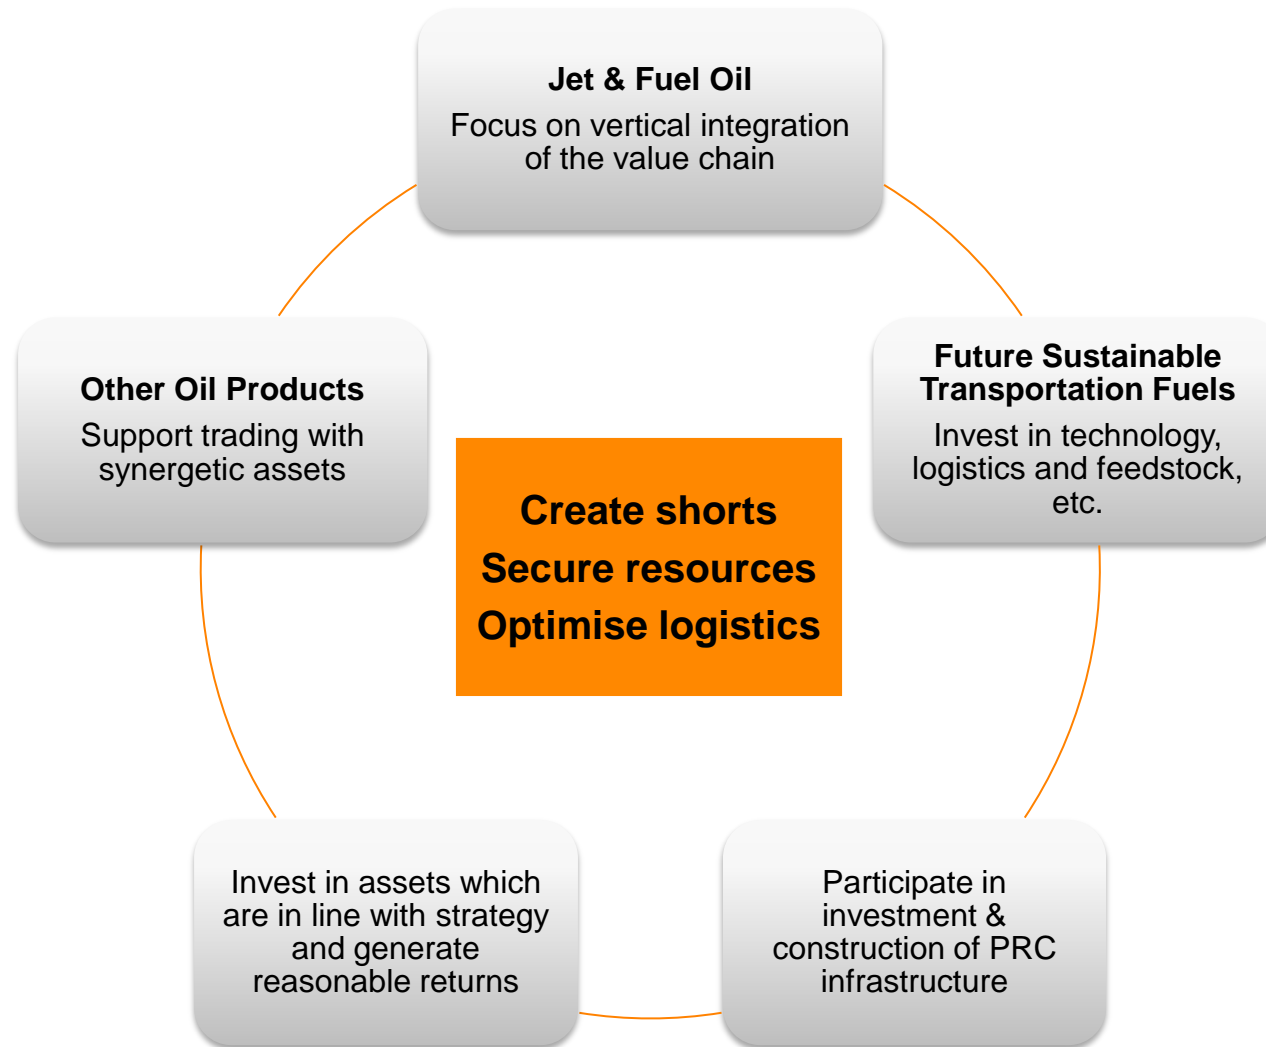 Jet & Fuel Oil
Focus on vertical integration
of the value chain
Other Oil Products
Support trading with
synergetic assets
Future Sustainable
Transportation Fuels
Invest in technology,
logistics and feedstock,
etc.
Create shorts
Secure resources
Optimise logistics
Invest in assets which
are in line with strategy
and generate
reasonable returns
Participate in
investment &
construction of PRC
infrastructure